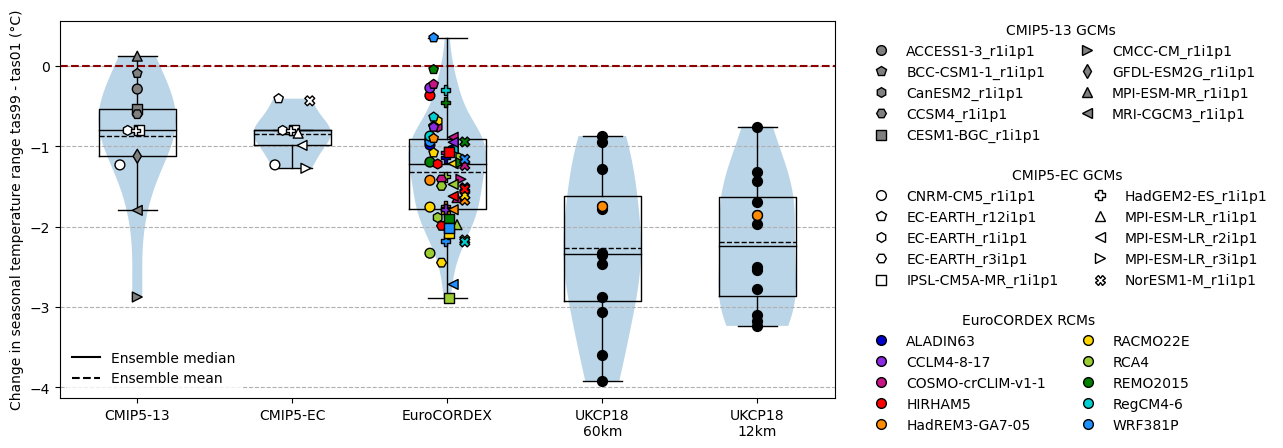 Change in seasonal temperature range tas99 - tas01 (°C)
0
−1
−2
−3
−4
Ensemble median
Ensemble mean
CMIP5-13
CMIP5-EC
EuroCORDEX
UKCP18
60km
UKCP18
12km
CMIP5-13 GCMs
ACCESS1-3_r1i1p1
BCC-CSM1-1_r1i1p1
CanESM2_r1i1p1
CCSM4_r1i1p1
CESM1-BGC_r1i1p1
CMCC-CM_r1i1p1
GFDL-ESM2G_r1i1p1
MPI-ESM-MR_r1i1p1
MRI-CGCM3_r1i1p1
CMIP5-EC GCMs
CNRM-CM5_r1i1p1
EC-EARTH_r12i1p1
EC-EARTH_r1i1p1
EC-EARTH_r3i1p1
IPSL-CM5A-MR_r1i1p1
HadGEM2-ES_r1i1p1
MPI-ESM-LR_r1i1p1
MPI-ESM-LR_r2i1p1
MPI-ESM-LR_r3i1p1
NorESM1-M_r1i1p1
EuroCORDEX RCMs
ALADIN63
CCLM4-8-17
COSMO-crCLIM-v1-1
HIRHAM5
HadREM3-GA7-05
RACMO22E
RCA4
REMO2015
RegCM4-6
WRF381P